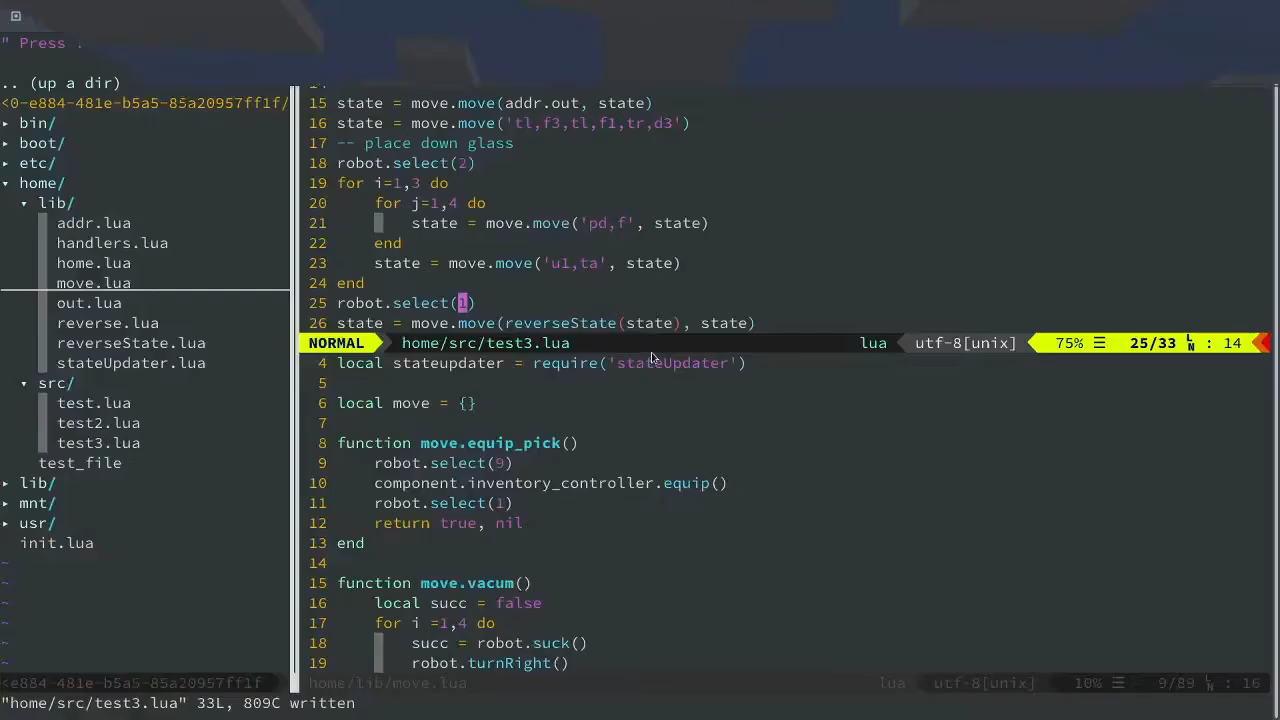 " Press .
.. (up a dir)
<0-e884-481e-b5a5-85a20957ff1f/
▸ bin/
▸ boot/
▸ etc/
▾ home/
▾ lib/
addr.lua
handlers.lua
home.lua
move.lua
out.lua
reverse.lua
reverseState.lua
stateUpdater.lua
▾ src/
test.lua
test2.lua
test3.lua
test_file
▸ lib/
▸ mnt/
▸ usr/
init.lua
~
~
~
~
~
~
<e884-481e-b5a5-85a20957ff1f
15 state = move.move(addr.out, state)
16 state = move.move('tl,f3,tl,f1,tr,d3')
17 -- place down glass
18 robot.select(2)
19 for i=1,3 do
20 for j=1,4 do
21 state = move.move('pd,f', state)
22 end
23 state = move.move('u1,ta', state)
24 end
25 robot.select(1)
26 state = move.move(reverseState(state), state)
NORMAL home/src/test3.lua lua utf-8[unix] 75% ☰ 25/33 LN : 14
4 local stateupdater = require('stateUpdater')
5
6 local move = {}
7
8 function move.equip_pick()
9 robot.select(9)
10 component.inventory_controller.equip()
11 robot.select(1)
12 return true, nil
13 end
14
15 function move.vacum()
16 local succ = false
17 for i =1,4 do
18 succ = robot.suck()
19 robot.turnRight()
home/lib/move.lua lua utf-8[unix] 10% ☰ 9/89 LN : 16
"home/src/test3.lua" 33L, 809C written